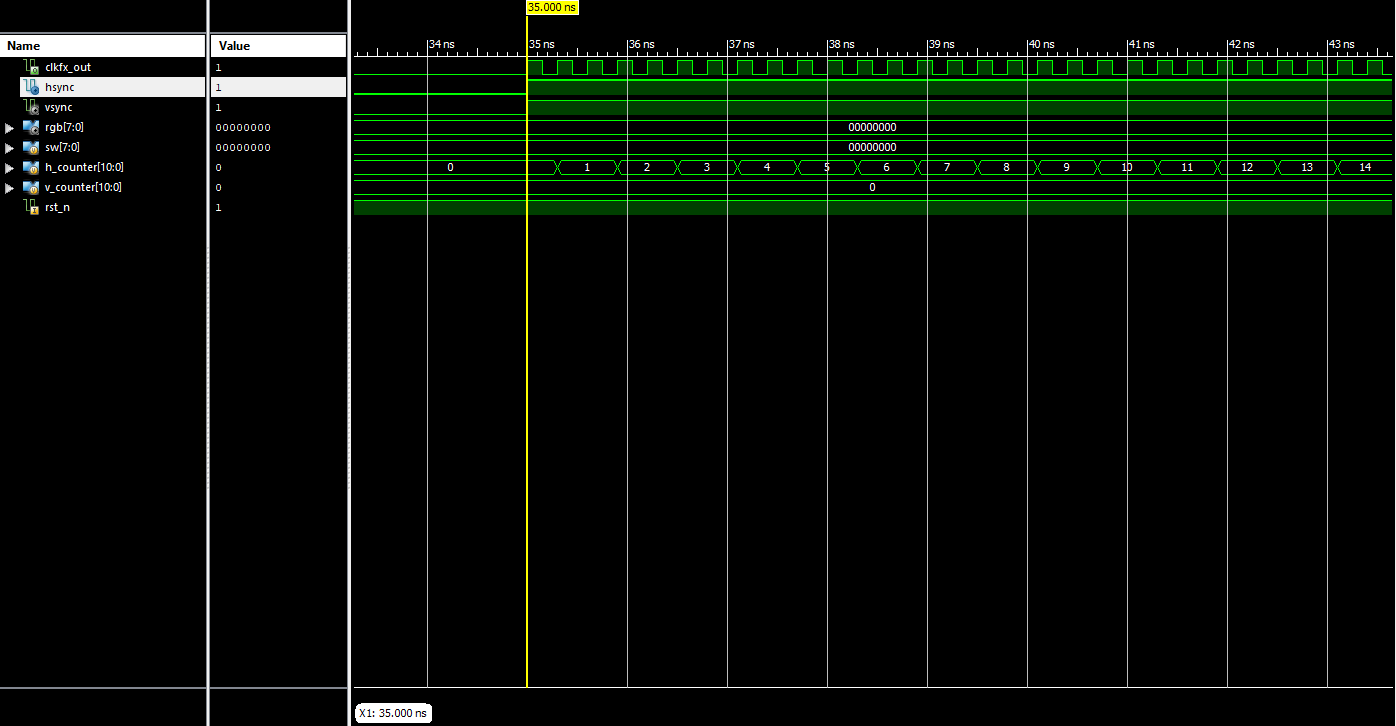 35.000 ns
Name Value
34 ns 35 ns 36 ns 37 ns 38 ns 39 ns 40 ns 41 ns 42 ns 43 ns
clkfx_out 1
hsync 1
vsync 1
rgb[7:0] 00000000 00000000
sw[7:0] 00000000 00000000
h_counter[10:0] 0 0 1 2 3 4 5 6 7 8 9 10 11 12 13 14
v_counter[10:0] 0 0
rst_n 1
X1: 35.000 ns